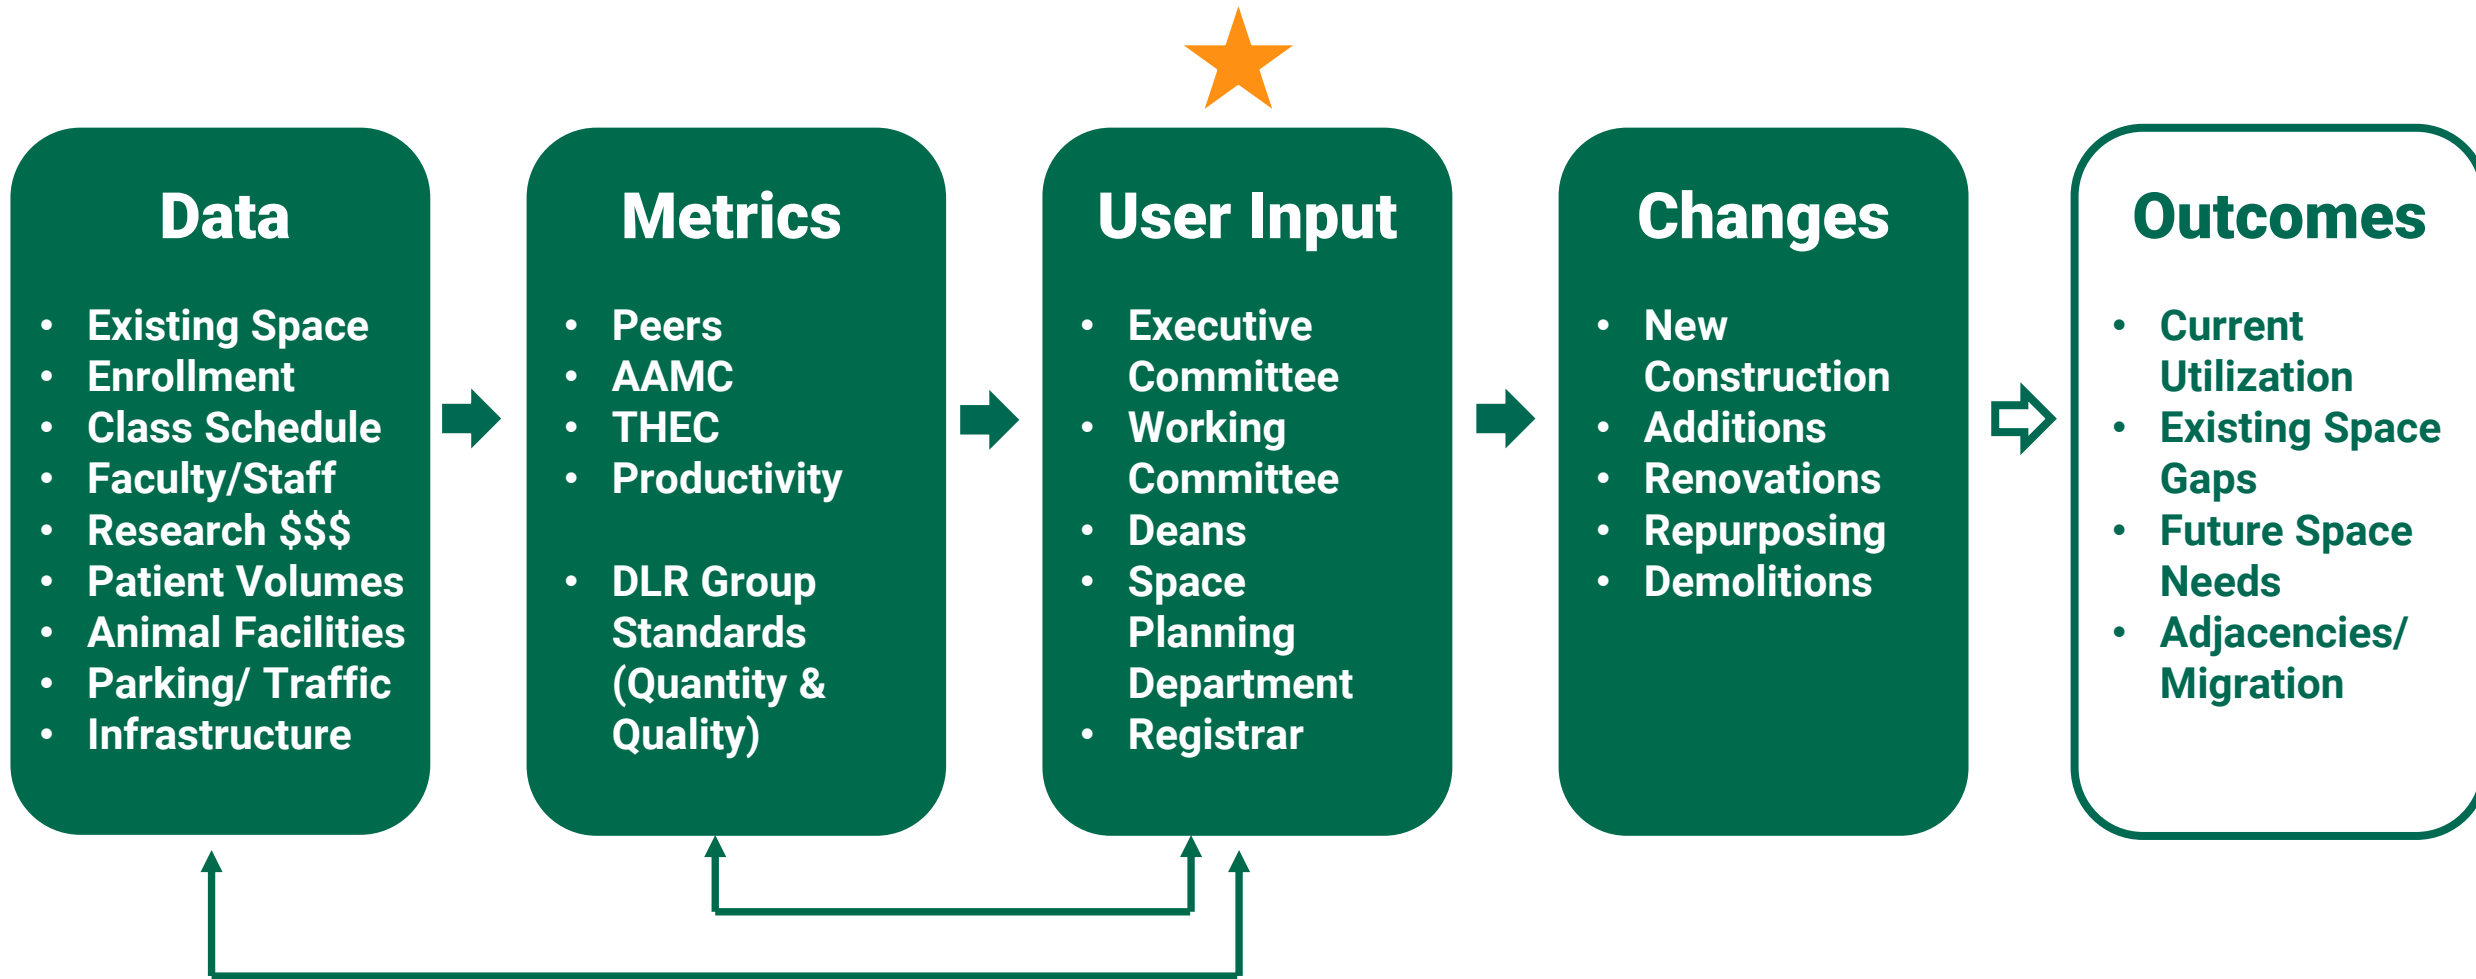 Data
• Existing Space
• Enrollment
• Class Schedule
• Faculty/Staff
• Research $$$
• Patient Volumes
• Animal Facilities
• Parking/ Traffic
• Infrastructure
Metrics
• Peers
• AAMC
• THEC
• Productivity
• DLR Group
Standards
(Quantity &
Quality)
User Input
• Executive
Committee
• Working
Committee
• Deans
• Space
Planning
Department
• Registrar
Changes
• New
Construction
• Additions
• Renovations
• Repurposing
• Demolitions
Outcomes
• Current
Utilization
• Existing Space
Gaps
• Future Space
Needs
• Adjacencies/
Migration